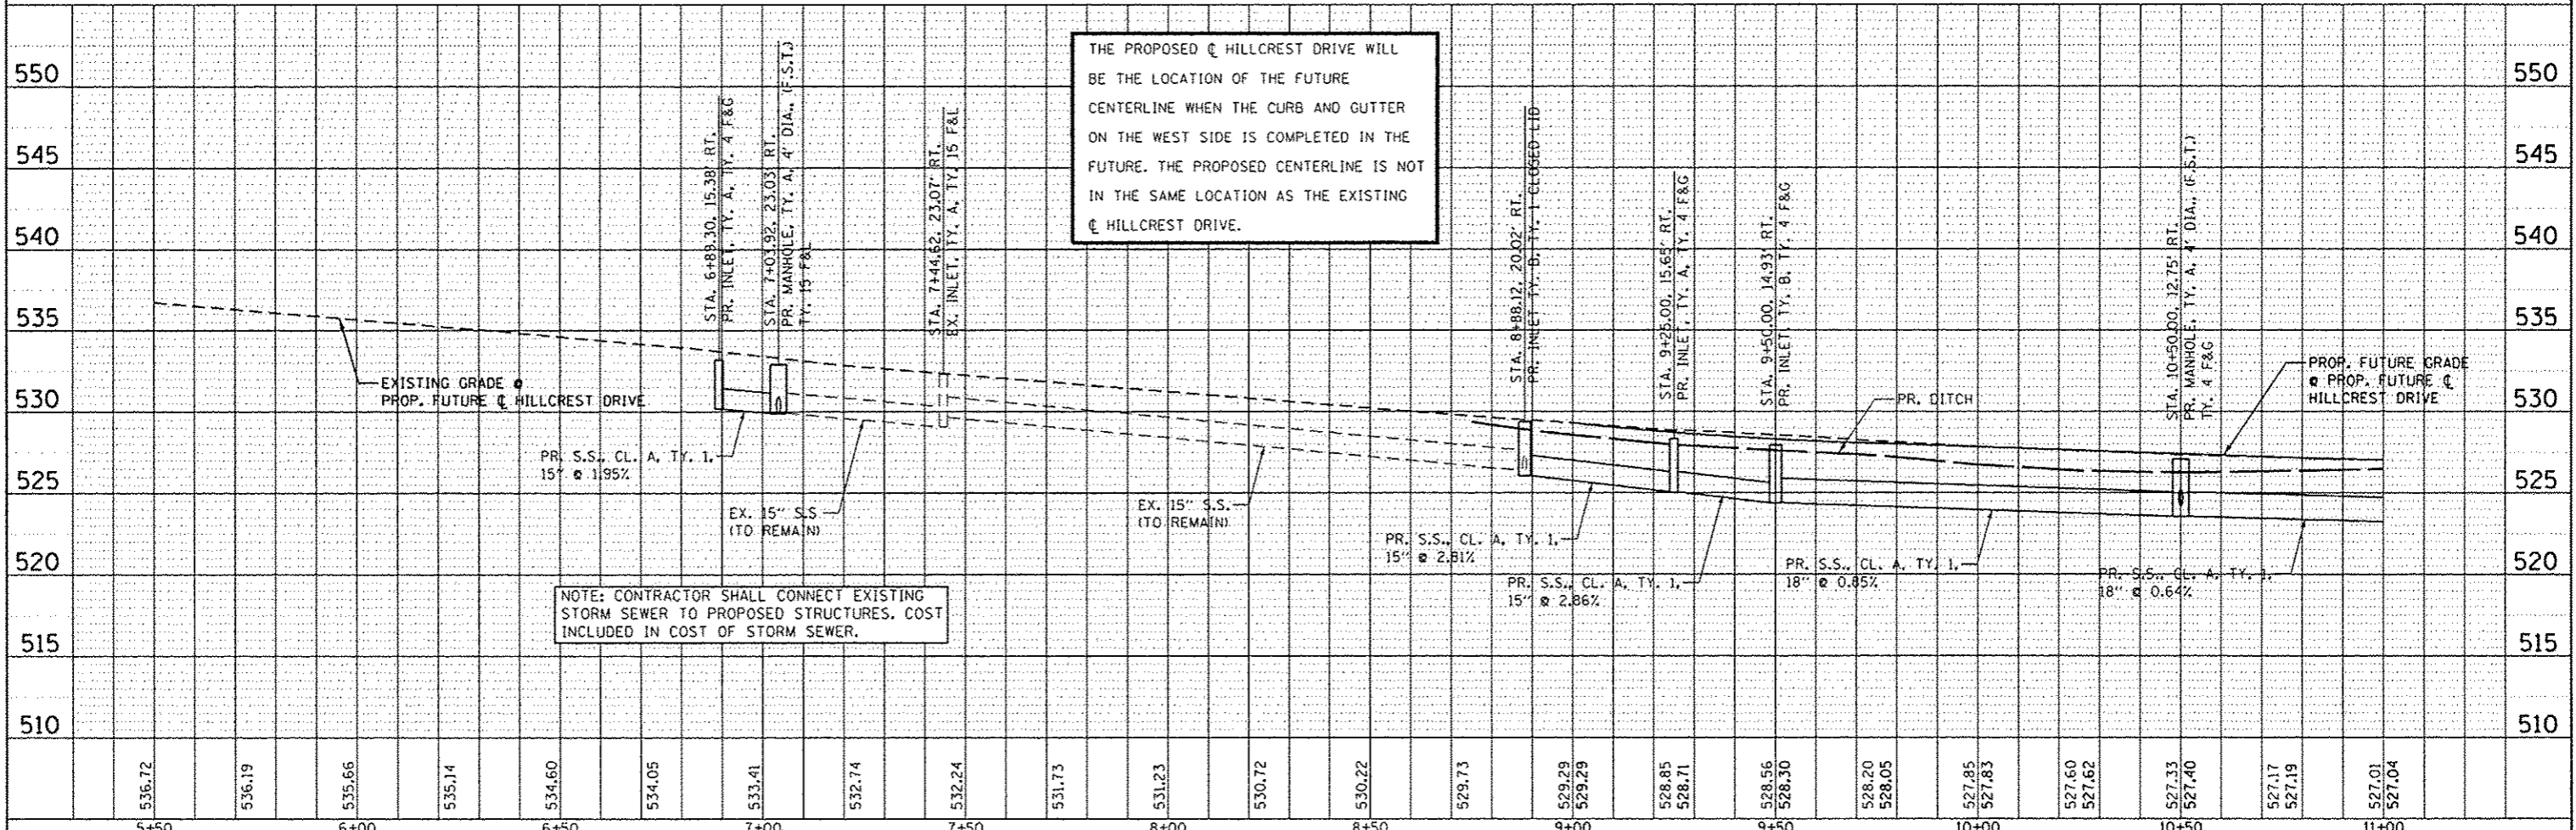 THE PROPOSED ℄ HILLCREST DRIVE WILL
BE THE LOCATION OF THE FUTURE
CENTERLINE WHEN THE CURB AND GUTTER
ON THE WEST SIDE IS COMPLETED IN THE
FUTURE. THE PROPOSED CENTERLINE IS NOT
IN THE SAME LOCATION AS THE EXISTING
℄ HILLCREST DRIVE.
550
550
545
545
540
540
535
535
530
530
525
525
520
520
515
515
510
510
STA. 6+89.30, 15.38' RT.
PR. INLET, TY. A, TY. 4 F&G
STA. 7+03.92, 23.03' RT.
PR. MANHOLE, TY. A, 4' DIA., (F.S.T.)
TY. 15 F&L
STA. 7+44.62, 23.07' RT.
EX. INLET, TY. A, TY. 15 F&L
STA. 8+88.12, 20.02' RT.
PR. INLET TY. B, TY. 1 CLOSED LID
STA. 9+25.00, 15.65' RT.
PR. INLET, TY. A, TY. 4 F&G
STA. 9+50.00, 14.93' RT.
PR. INLET TY. B, TY. 4 F&G
STA. 10+50.00, 12.75' RT.
PR. MANHOLE, TY. A, 4' DIA., (F.S.T.)
TY. 4 F&G
EXISTING GRADE @
PROP. FUTURE ℄ HILLCREST DRIVE
PR. DITCH
PROP. FUTURE GRADE
@ PROP. FUTURE ℄
HILLCREST DRIVE
PR. S.S., CL. A, TY. 1,
15" @ 1.95%
EX. 15" S.S
(TO REMAIN)
EX. 15" S.S.
(TO REMAIN)
PR. S.S., CL. A, TY. 1,
15" @ 2.81%
PR. S.S., CL. A, TY. 1,
15" @ 2.86%
PR. S.S., CL. A, TY. 1,
18" @ 0.85%
PR. S.S., CL. A, TY. 1,
18" @ 0.64%
NOTE: CONTRACTOR SHALL CONNECT EXISTING
STORM SEWER TO PROPOSED STRUCTURES. COST
INCLUDED IN COST OF STORM SEWER.
536.72
536.19
535.66
535.14
534.60
534.05
533.41
532.74
532.24
531.73
531.23
530.72
530.22
529.73
529.29
529.29
528.85
528.71
528.56
528.30
528.20
528.05
527.85
527.83
527.60
527.62
527.33
527.40
527.17
527.19
527.01
527.04
5+50
6+00
6+50
7+00
7+50
8+00
8+50
9+00
9+50
10+00
10+50
11+00